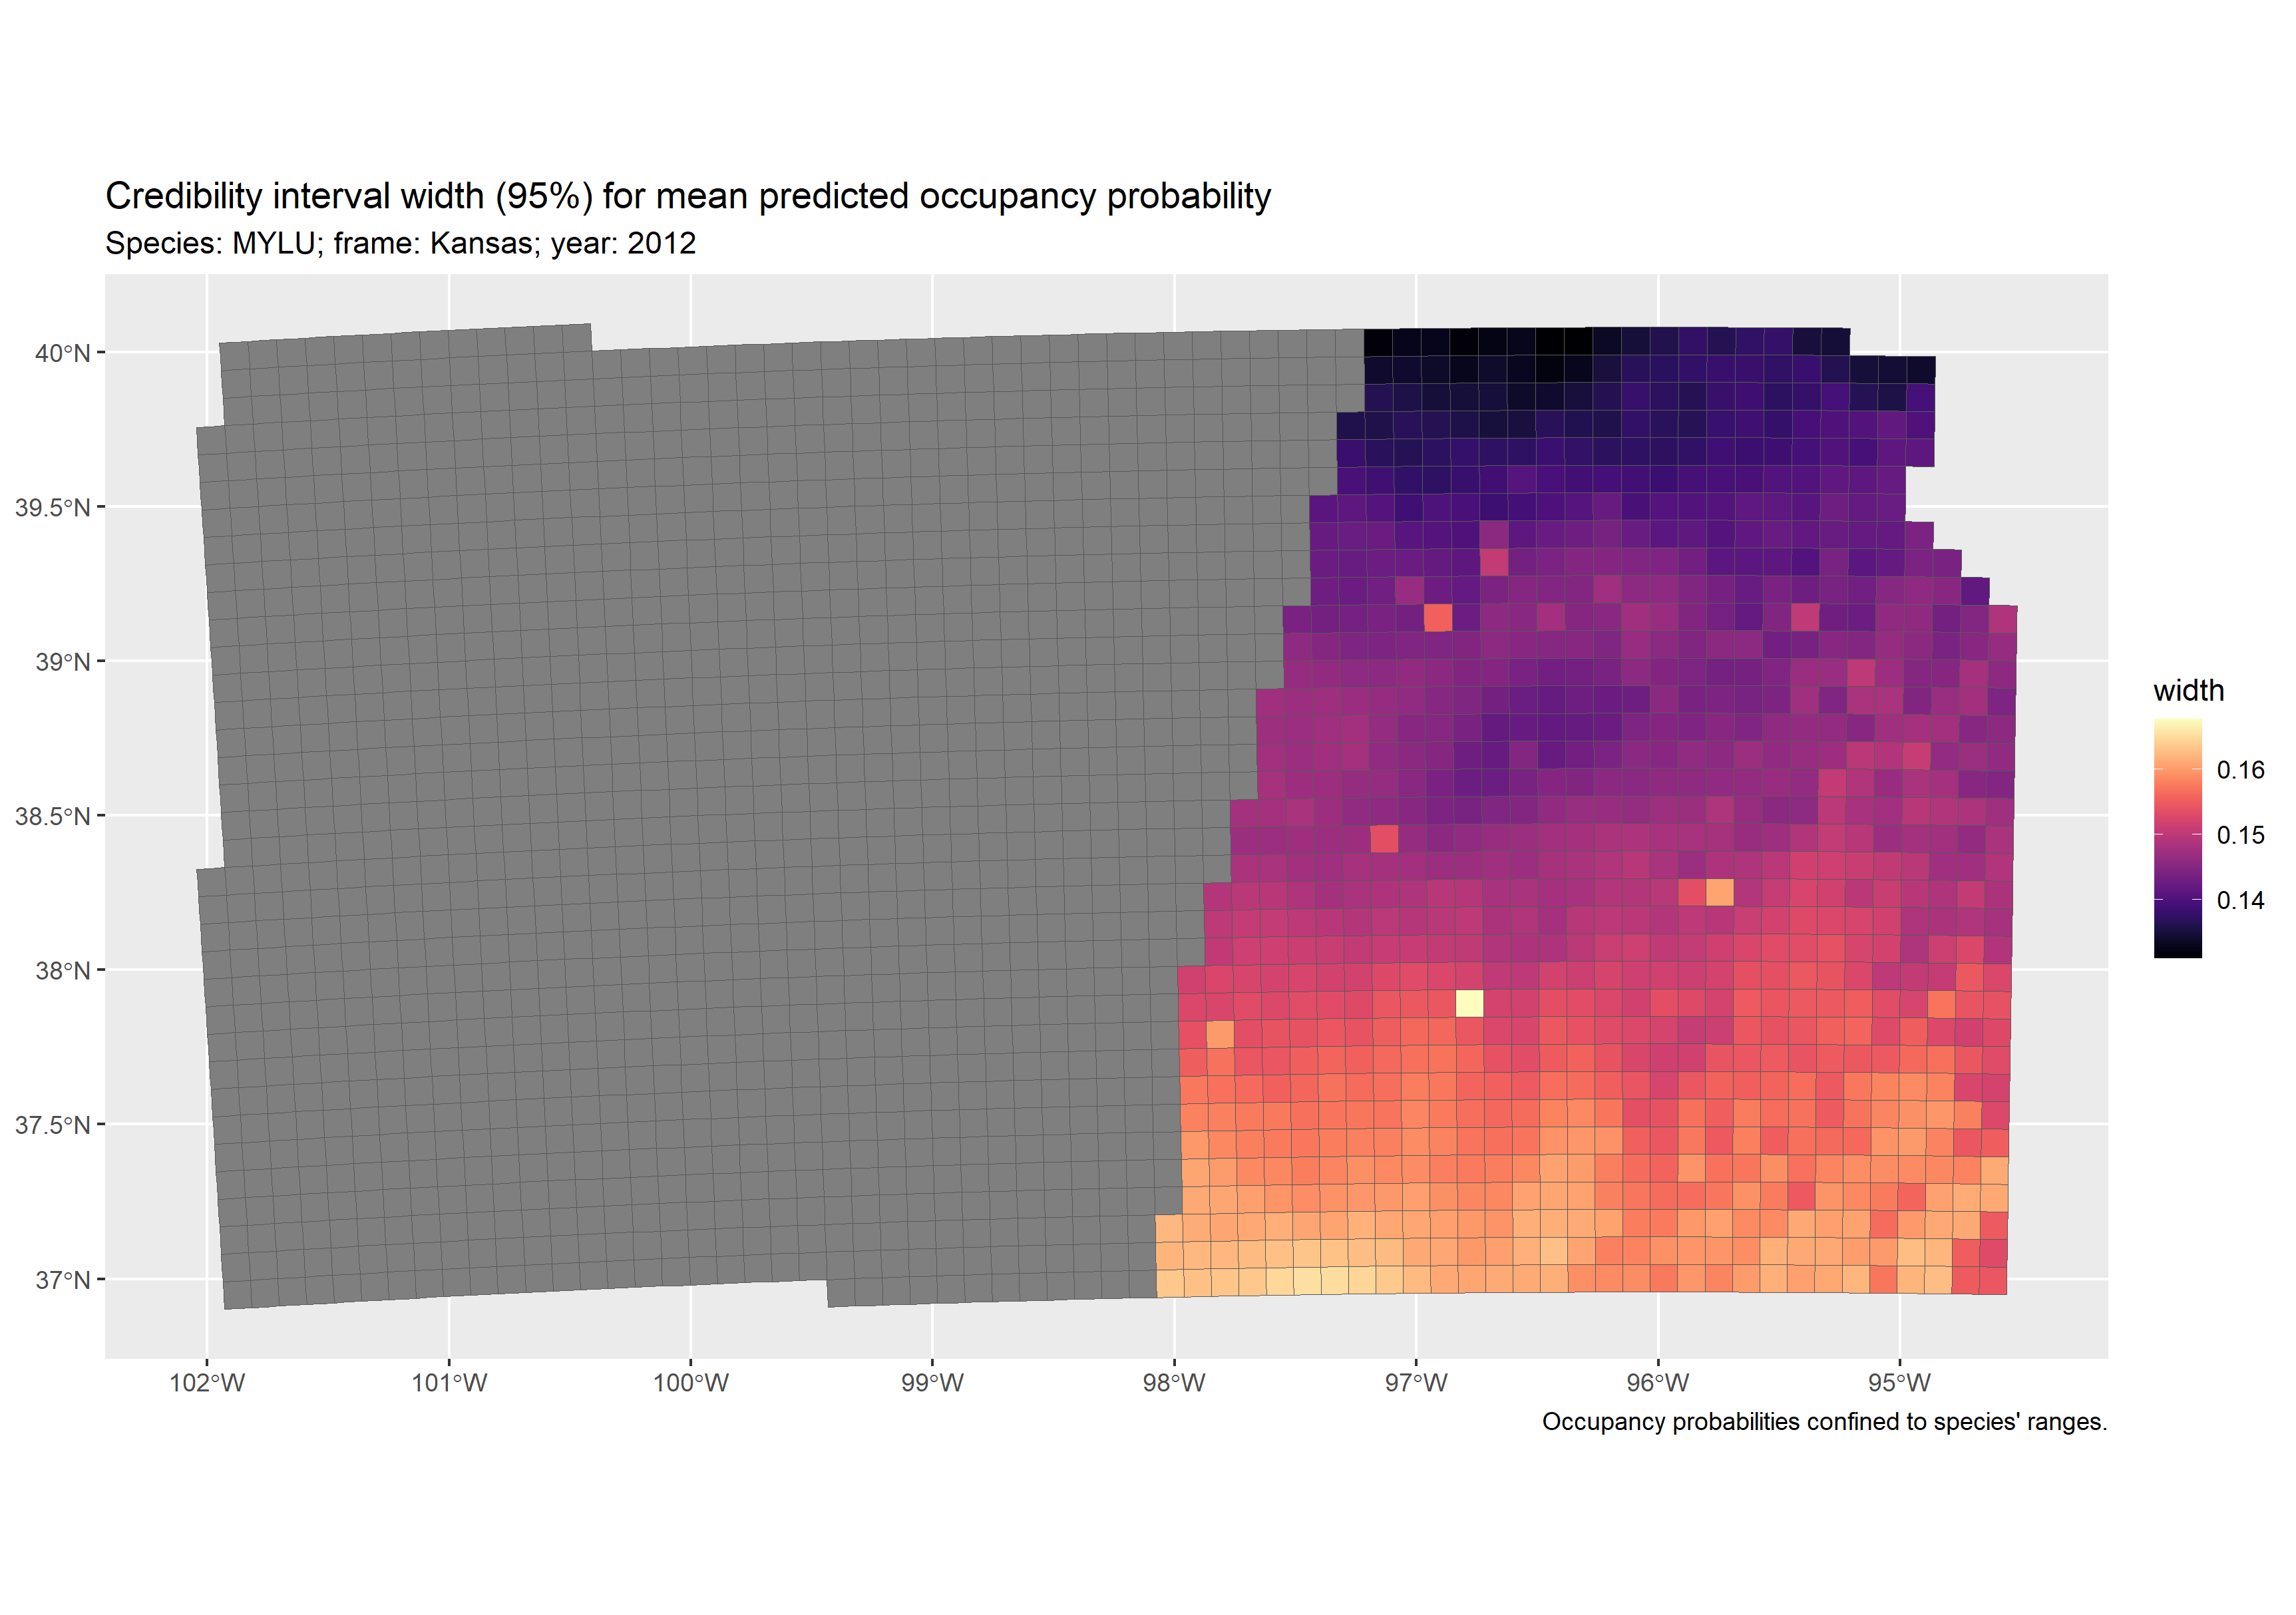 Credibility interval width (95%) for mean predicted occupancy probability
Species: MYLU; frame: Kansas; year: 2012
40°N
39.5°N
39°N
38.5°N
38°N
37.5°N
37°N
102°W 101°W 100°W 99°W 98°W 97°W 96°W 95°W
width
0.16
0.15
0.14
Occupancy probabilities confined to species' ranges.